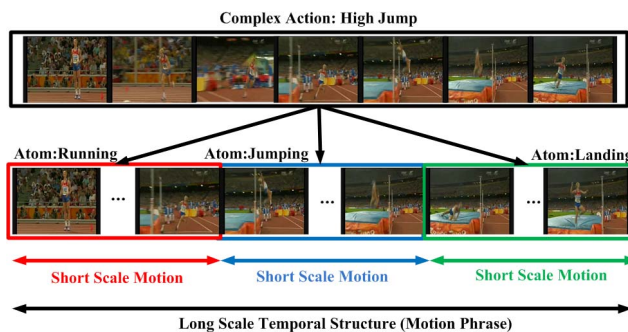 Complex Action: High Jump
Atom:Running Atom:Jumping Atom:Landing
... ... ...
Short Scale Motion Short Scale Motion Short Scale Motion
Long Scale Temporal Structure (Motion Phrase)